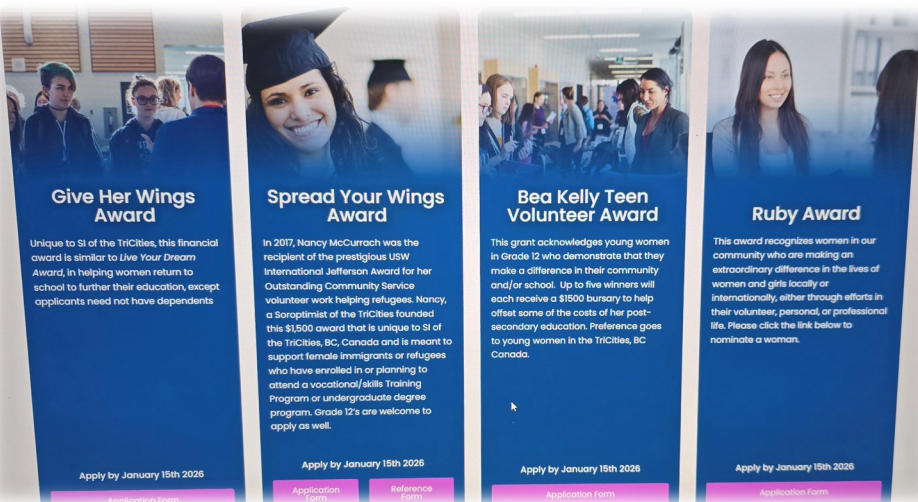 Give Her Wings
Award
Unique to SI of the TriCities, this financial
award is similar to Live Your Dream
Award, in helping women return to
school to further their education, except
applicants need not have dependents
Apply by January 15th 2026
Application Form
Spread Your Wings
Award
In 2017, Nancy McCurrach was the
recipient of the prestigious USW
International Jefferson Award for her
Outstanding Community Service
volunteer work helping refugees. Nancy,
a Soroptimist of the TriCities founded
this $1,500 award that is unique to SI of
the TriCities, BC, Canada and is meant to
support female immigrants or refugees
who have enrolled in or planning to
attend a vocational/skills Training
Program or undergraduate degree
program. Grade 12's are welcome to
apply as well.
Apply by January 15th 2026
Application
Form
Reference
Form
Bea Kelly Teen
Volunteer Award
This grant acknowledges young women
in Grade 12 who demonstrate that they
make a difference in their community
and/or school. Up to five winners will
each receive a $1500 bursary to help
offset some of the costs of her post-
secondary education. Preference goes
to young women in the TriCities, BC
Canada.
Apply by January 15th 2026
Application Form
Ruby Award
This award recognizes women in our
community who are making an
extraordinary difference in the lives of
women and girls locally or
internationally, either through efforts in
their volunteer, personal, or professional
life. Please click the link below to
nominate a woman.
Apply by January 15th 2026
Application Form